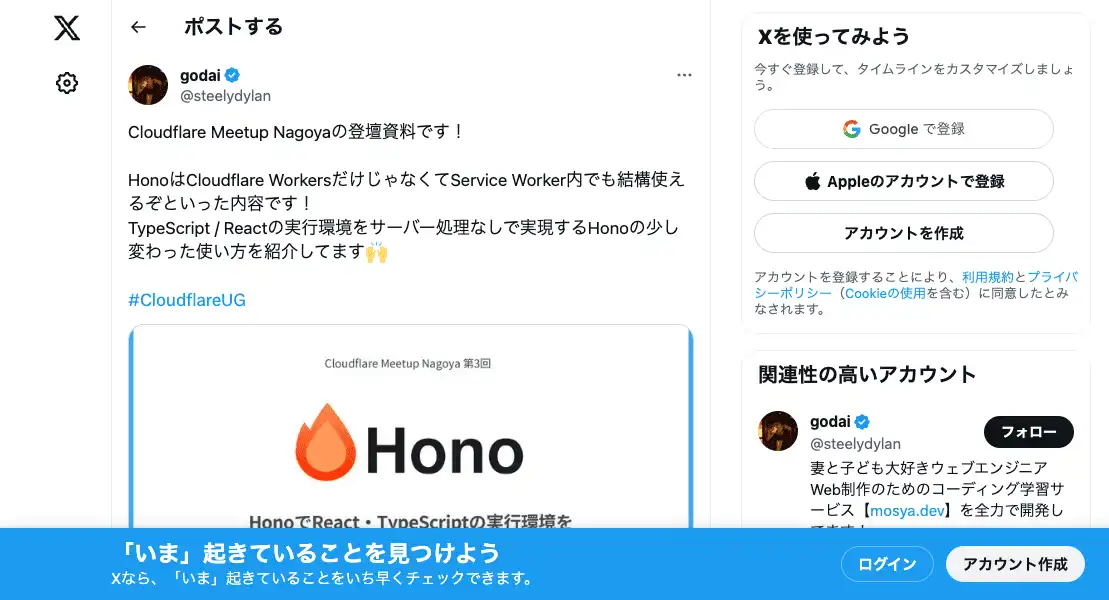 ポストする
godai
@steelydylan
Cloudflare Meetup Nagoyaの登壇資料です！
HonoはCloudflare WorkersだけじゃなくてService Worker内でも結構使え
るぞといった内容です！
TypeScript / Reactの実行環境をサーバー処理なしで実現するHonoの少し
変わった使い方を紹介してます🙌
#CloudflareUG
Cloudflare Meetup Nagoya 第3回
Hono
HonoでReact・TypeScriptの実行環境を
Xを使ってみよう
今すぐ登録して、タイムラインをカスタマイズしましょ
う。
Google で登録
Appleのアカウントで登録
アカウントを作成
アカウントを登録することにより、利用規約とプライバ
シーポリシー（Cookieの使用を含む）に同意したとみ
なされます。
関連性の高いアカウント
godai
@steelydylan
フォロー
妻と子ども大好きウェブエンジニア
Web制作のためのコーディング学習サ
ービス【mosya.dev】を全力で開発し
「いま」起きていることを見つけよう
Xなら、「いま」起きていることをいち早くチェックできます。
ログイン
アカウント作成